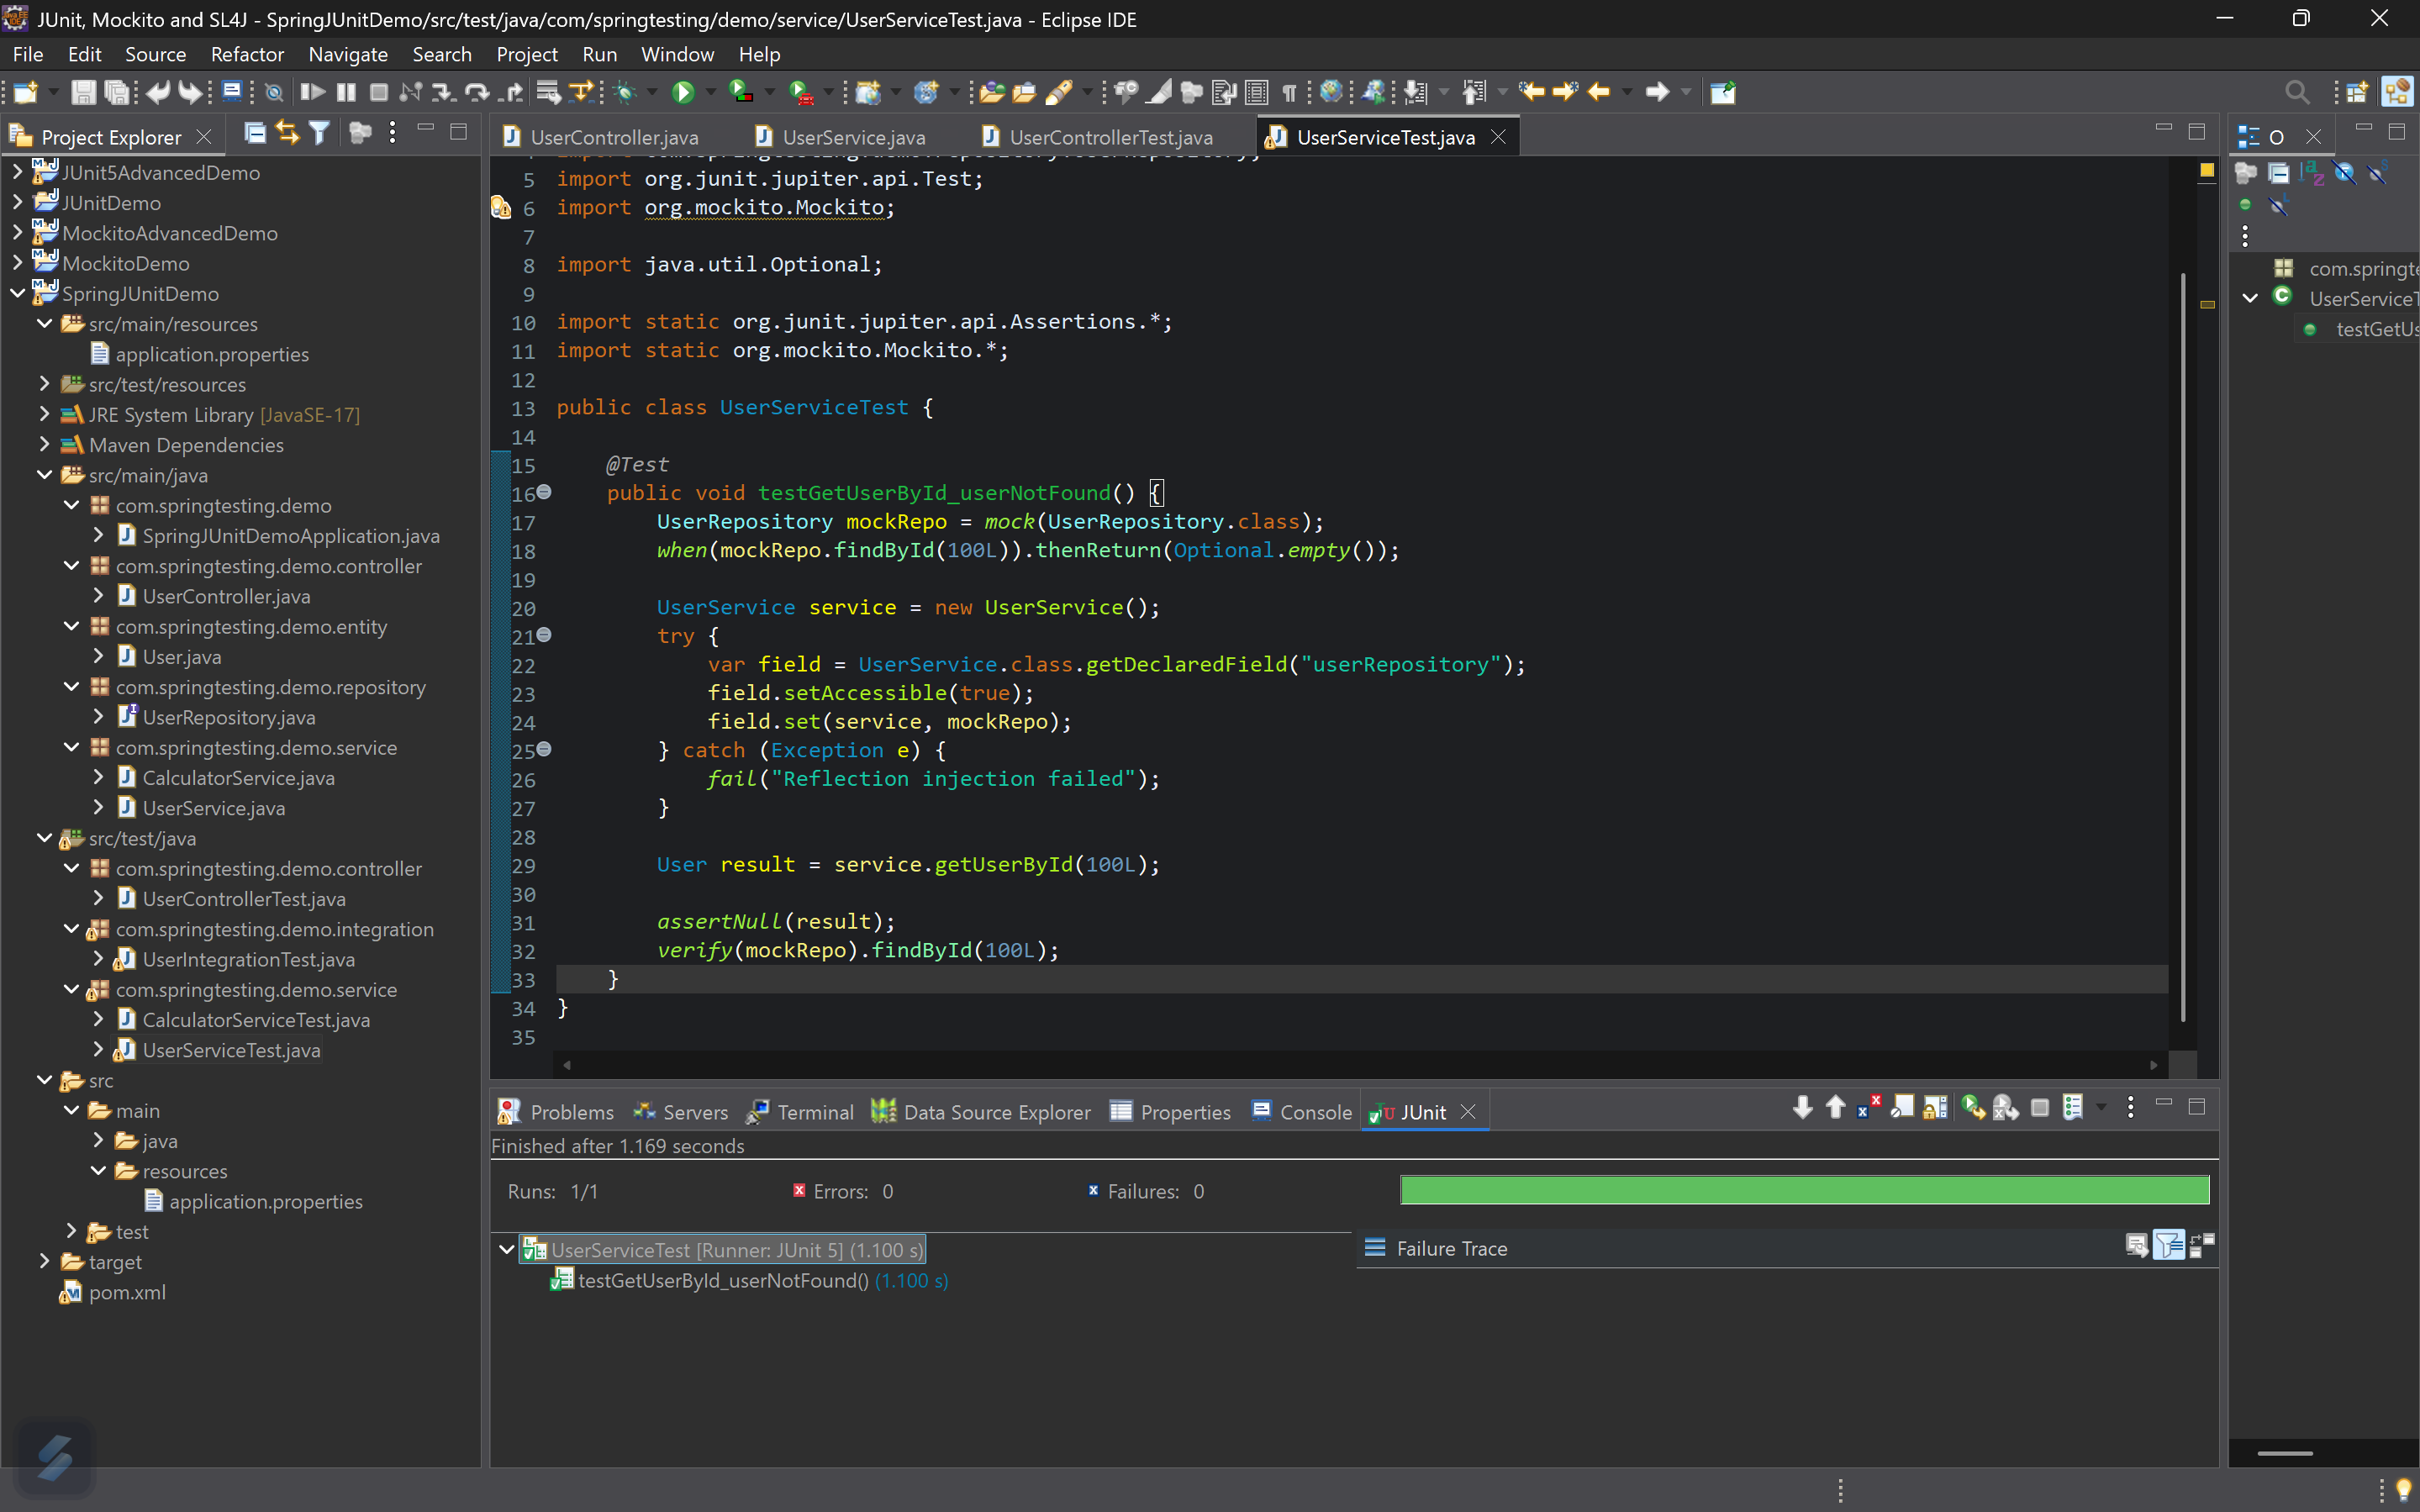 JUnit, Mockito and SL4J - SpringJUnitDemo/src/test/java/com/springtesting/demo/service/UserServiceTest.java - Eclipse IDE
File Edit Source Refactor Navigate Search Project Run Window Help
Project Explorer
JUnit5AdvancedDemo
JUnitDemo
MockitoAdvancedDemo
MockitoDemo
SpringJUnitDemo
src/main/resources
application.properties
src/test/resources
JRE System Library [JavaSE-17]
Maven Dependencies
src/main/java
com.springtesting.demo
SpringJUnitDemoApplication.java
com.springtesting.demo.controller
UserController.java
com.springtesting.demo.entity
User.java
com.springtesting.demo.repository
UserRepository.java
com.springtesting.demo.service
CalculatorService.java
UserService.java
src/test/java
com.springtesting.demo.controller
UserControllerTest.java
com.springtesting.demo.integration
UserIntegrationTest.java
com.springtesting.demo.service
CalculatorServiceTest.java
UserServiceTest.java
src
main
java
resources
application.properties
test
target
pom.xml
UserController.java UserService.java UserControllerTest.java UserServiceTest.java
5 import org.junit.jupiter.api.Test;
6 import org.mockito.Mockito;
7
8 import java.util.Optional;
9
10 import static org.junit.jupiter.api.Assertions.*;
11 import static org.mockito.Mockito.*;
12
13 public class UserServiceTest {
14
15 @Test
16 public void testGetUserById_userNotFound() {
17 UserRepository mockRepo = mock(UserRepository.class);
18 when(mockRepo.findById(100L)).thenReturn(Optional.empty());
19
20 UserService service = new UserService();
21 try {
22 var field = UserService.class.getDeclaredField("userRepository");
23 field.setAccessible(true);
24 field.set(service, mockRepo);
25 } catch (Exception e) {
26 fail("Reflection injection failed");
27 }
28
29 User result = service.getUserById(100L);
30
31 assertNull(result);
32 verify(mockRepo).findById(100L);
33 }
34 }
35
Problems Servers Terminal Data Source Explorer Properties Console JUnit
Finished after 1.169 seconds
Runs: 1/1 Errors: 0 Failures: 0
UserServiceTest [Runner: JUnit 5] (1.100 s)
testGetUserById_userNotFound() (1.100 s)
Failure Trace
O
com.springte
UserServiceT
testGetUs